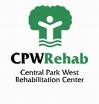 CPWRehab
Central Park West
Rehabilitation Center